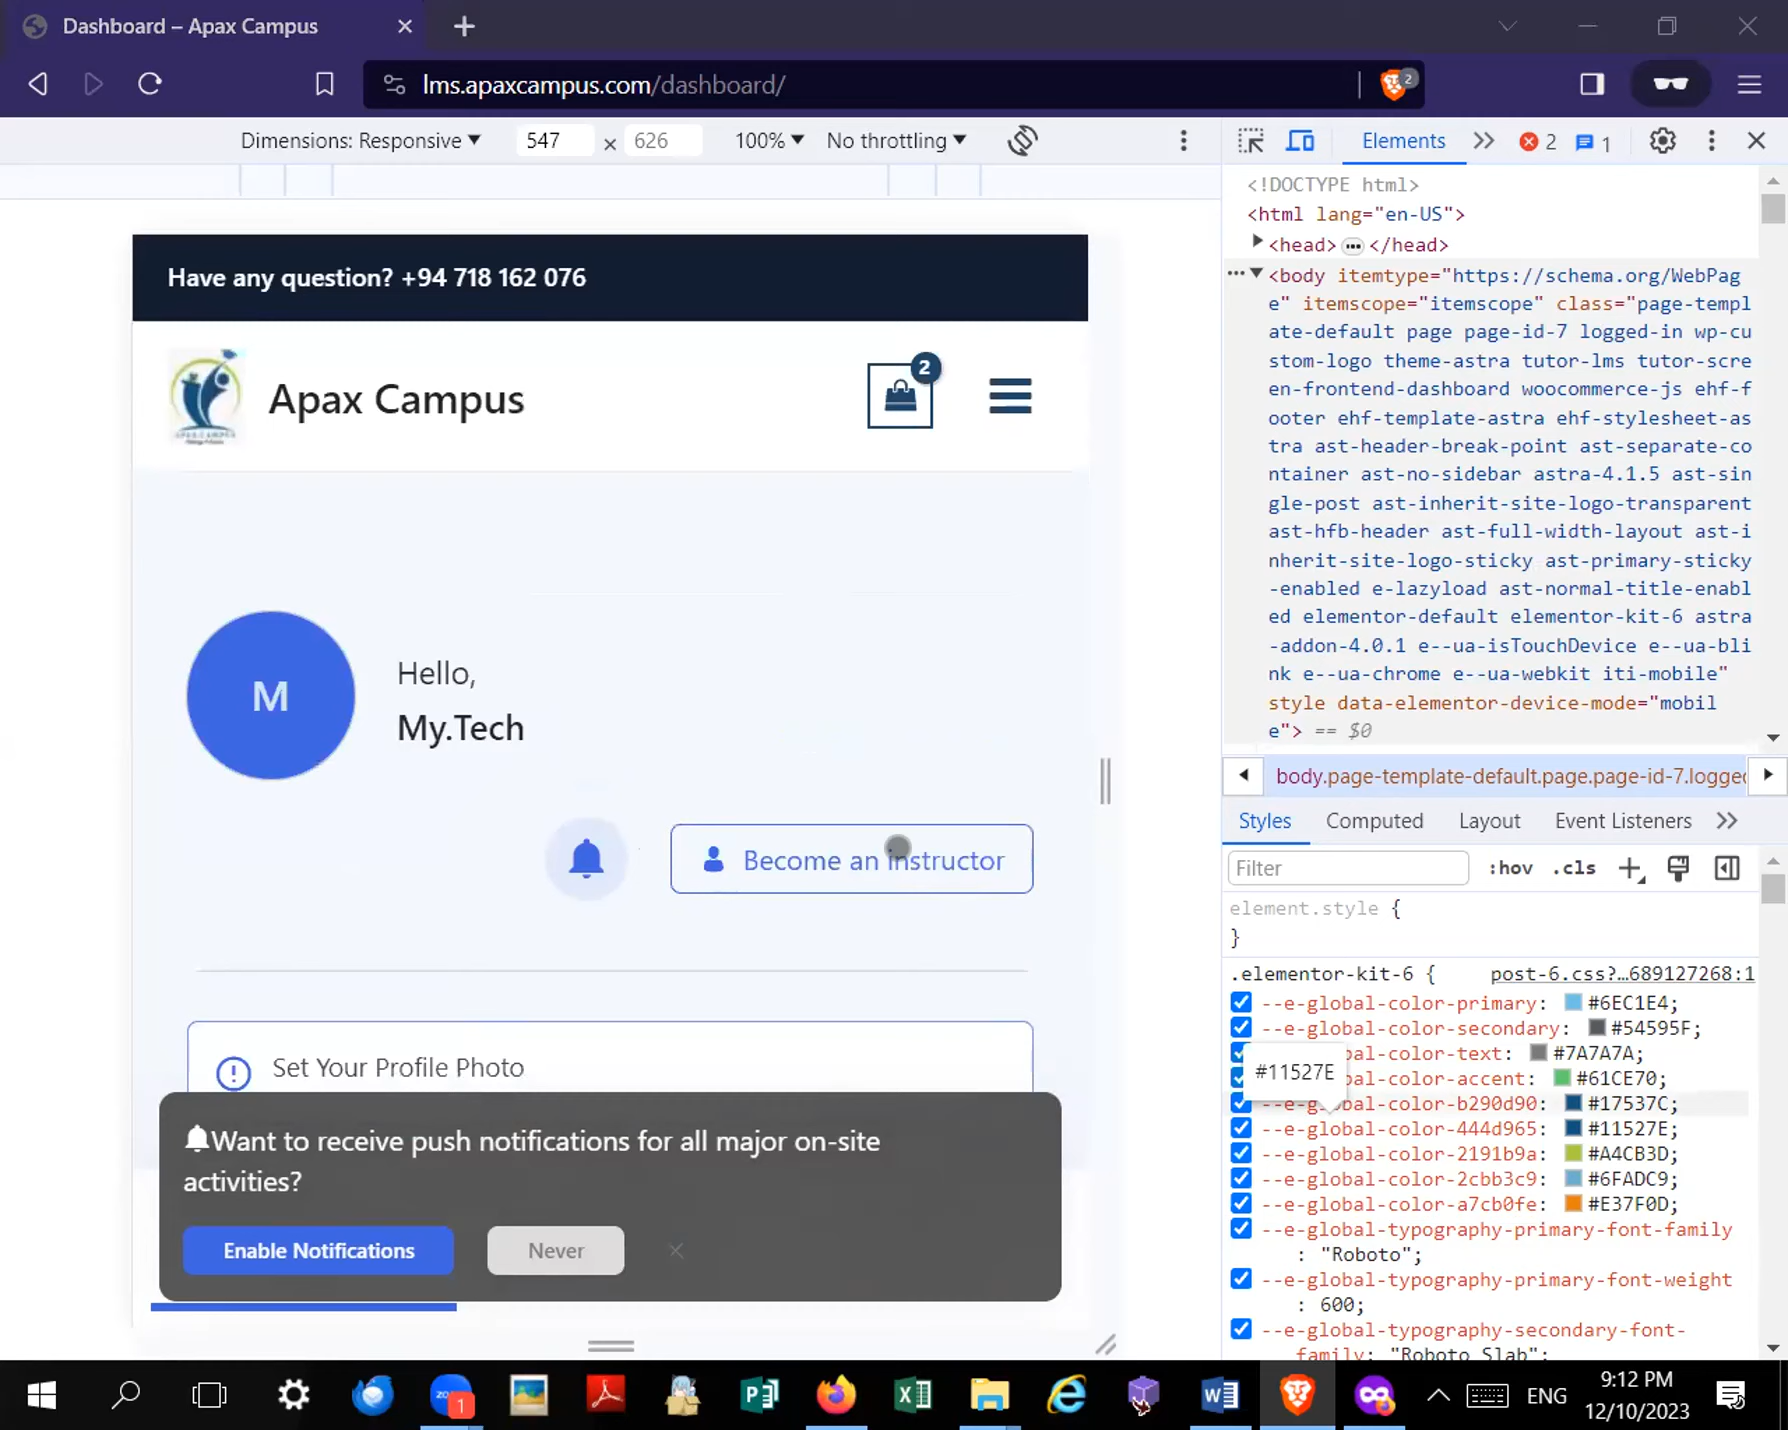 Dashboard – Apax Campus
lms.apaxcampus.com/dashboard/
2
Dimensions: Responsive
547 × 626
100%
No throttling
Elements
2
1
Have any question? +94 718 162 076
Apax Campus
2
Hello,
M
My.Tech
Become an Instructor
Set Your Profile Photo
Want to receive push notifications for all major on-site
activities?
Enable Notifications
Never
<!DOCTYPE html>
<html lang="en-US">
<head> ••• </head>
<body itemtype="https://schema.org/WebPag
e" itemscope="itemscope" class="page-templ
ate-default page page-id-7 logged-in wp-cu
stom-logo theme-astra tutor-lms tutor-scre
en-frontend-dashboard woocommerce-js ehf-f
ooter ehf-template-astra ehf-stylesheet-as
tra ast-header-break-point ast-separate-co
ntainer ast-no-sidebar astra-4.1.5 ast-sin
gle-post ast-inherit-site-logo-transparent
ast-hfb-header ast-full-width-layout ast-i
nherit-site-logo-sticky ast-primary-sticky
-enabled e-lazyload ast-normal-title-enabl
ed elementor-default elementor-kit-6 astra
-addon-4.0.1 e--ua-isTouchDevice e--ua-bli
nk e--ua-chrome e--ua-webkit iti-mobile"
style data-elementor-device-mode="mobil
e"> == $0
body.page-template-default.page.page-id-7.logge
Styles Computed Layout Event Listeners
Filter :hov .cls
element.style {
}
.elementor-kit-6 { post-6.css?…689127268:1
--e-global-color-primary: #6EC1E4;
--e-global-color-secondary: #54595F;
bal-color-text: #7A7A7A;
#11527E
bal-color-accent: #61CE70;
--e-global-color-b290d90: #17537C;
--e-global-color-444d965: #11527E;
--e-global-color-2191b9a: #A4CB3D;
--e-global-color-2cbb3c9: #6FADC9;
--e-global-color-a7cb0fe: #E37F0D;
--e-global-typography-primary-font-family
: "Roboto";
--e-global-typography-primary-font-weight
: 600;
--e-global-typography-secondary-font-
family: "Roboto Slab";
1
ENG
9:12 PM
12/10/2023